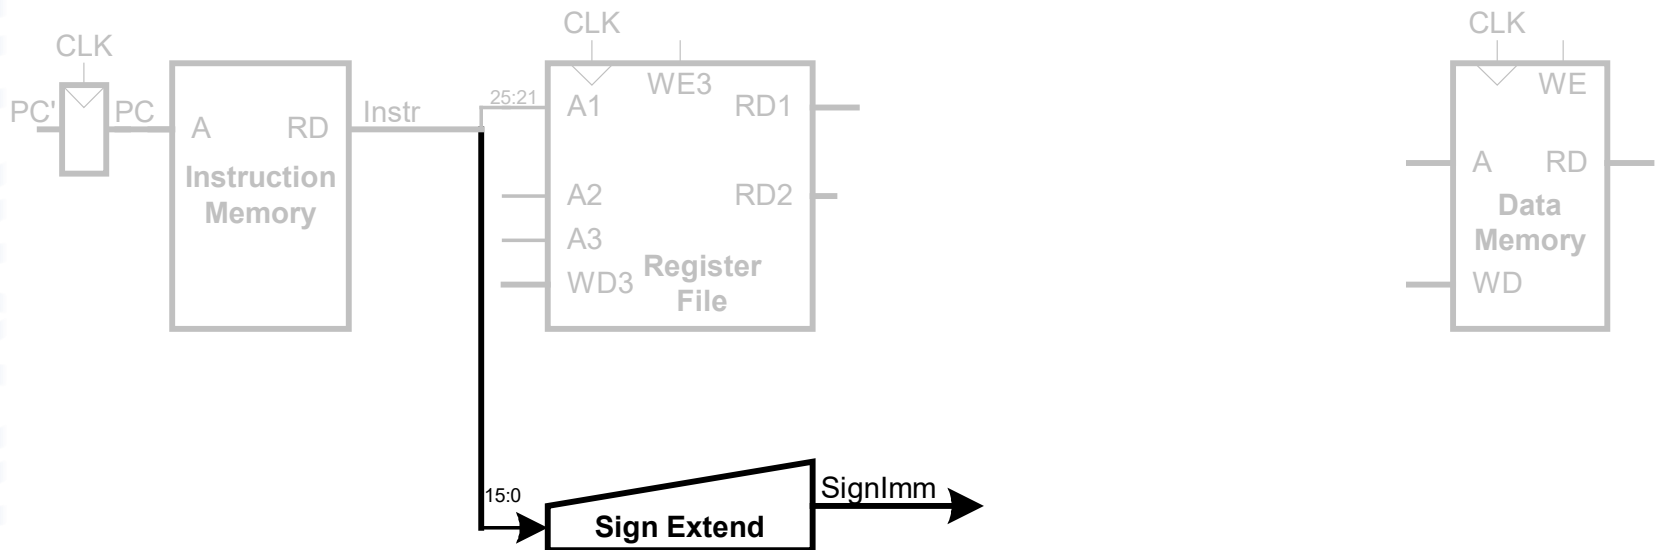 CLK
CLK
CLK
PC'
PC
A
RD
Instruction
Memory
Instr
25:21
A1
WE3
RD1
A2
RD2
A3
WD3
Register
File
WE
A
RD
Data
Memory
WD
15:0
Sign Extend
SignImm